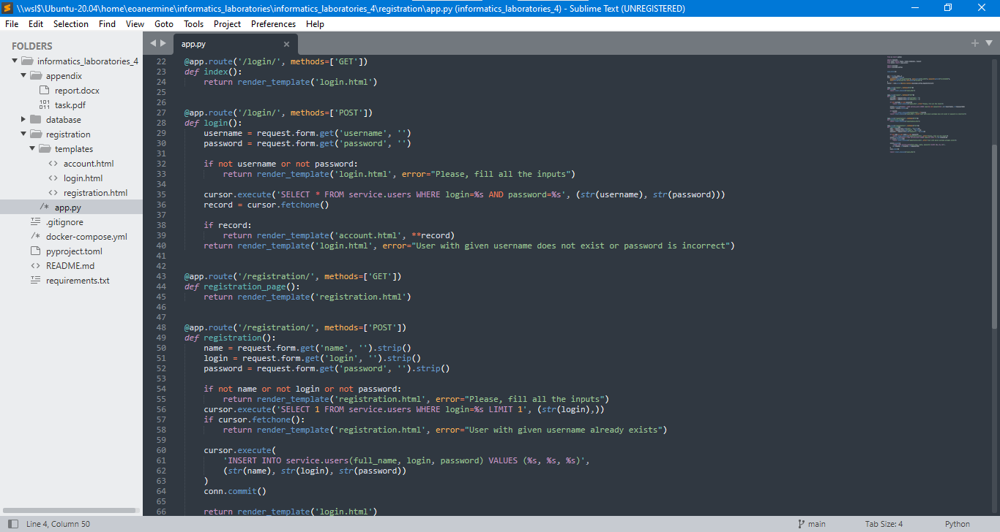 \\wsl$\Ubuntu-20.04\home\eoanermine\informatics_laboratories\informatics_laboratories_4\registration\app.py (informatics_laboratories_4) - Sublime Text (UNREGISTERED)
File Edit Selection Find View Goto Tools Project Preferences Help
FOLDERS
informatics_laboratories_4
appendix
report.docx
task.pdf
database
registration
templates
account.html
login.html
registration.html
app.py
.gitignore
docker-compose.yml
pyproject.toml
README.md
requirements.txt
app.py
22 @app.route('/login/', methods=['GET'])
23 def index():
24     return render_template('login.html')
25
26
27 @app.route('/login/', methods=['POST'])
28 def login():
29     username = request.form.get('username', '')
30     password = request.form.get('password', '')
31
32     if not username or not password:
33         return render_template('login.html', error="Please, fill all the inputs")
34
35     cursor.execute('SELECT * FROM service.users WHERE login=%s AND password=%s', (str(username), str(password)))
36     record = cursor.fetchone()
37
38     if record:
39         return render_template('account.html', **record)
40     return render_template('login.html', error="User with given username does not exist or password is incorrect")
41
42
43 @app.route('/registration/', methods=['GET'])
44 def registration_page():
45     return render_template('registration.html')
46
47
48 @app.route('/registration/', methods=['POST'])
49 def registration():
50     name = request.form.get('name', '').strip()
51     login = request.form.get('login', '').strip()
52     password = request.form.get('password', '').strip()
53
54     if not name or not login or not password:
55         return render_template('registration.html', error="Please, fill all the inputs")
56     cursor.execute('SELECT 1 FROM service.users WHERE login=%s LIMIT 1', (str(login),))
57     if cursor.fetchone():
58         return render_template('registration.html', error="User with given username already exists")
59
60     cursor.execute(
61         'INSERT INTO service.users(full_name, login, password) VALUES (%s, %s, %s)',
62         (str(name), str(login), str(password))
63     )
64     conn.commit()
65
66     return render_template('login.html')
Line 4, Column 50 main Tab Size: 4 Python